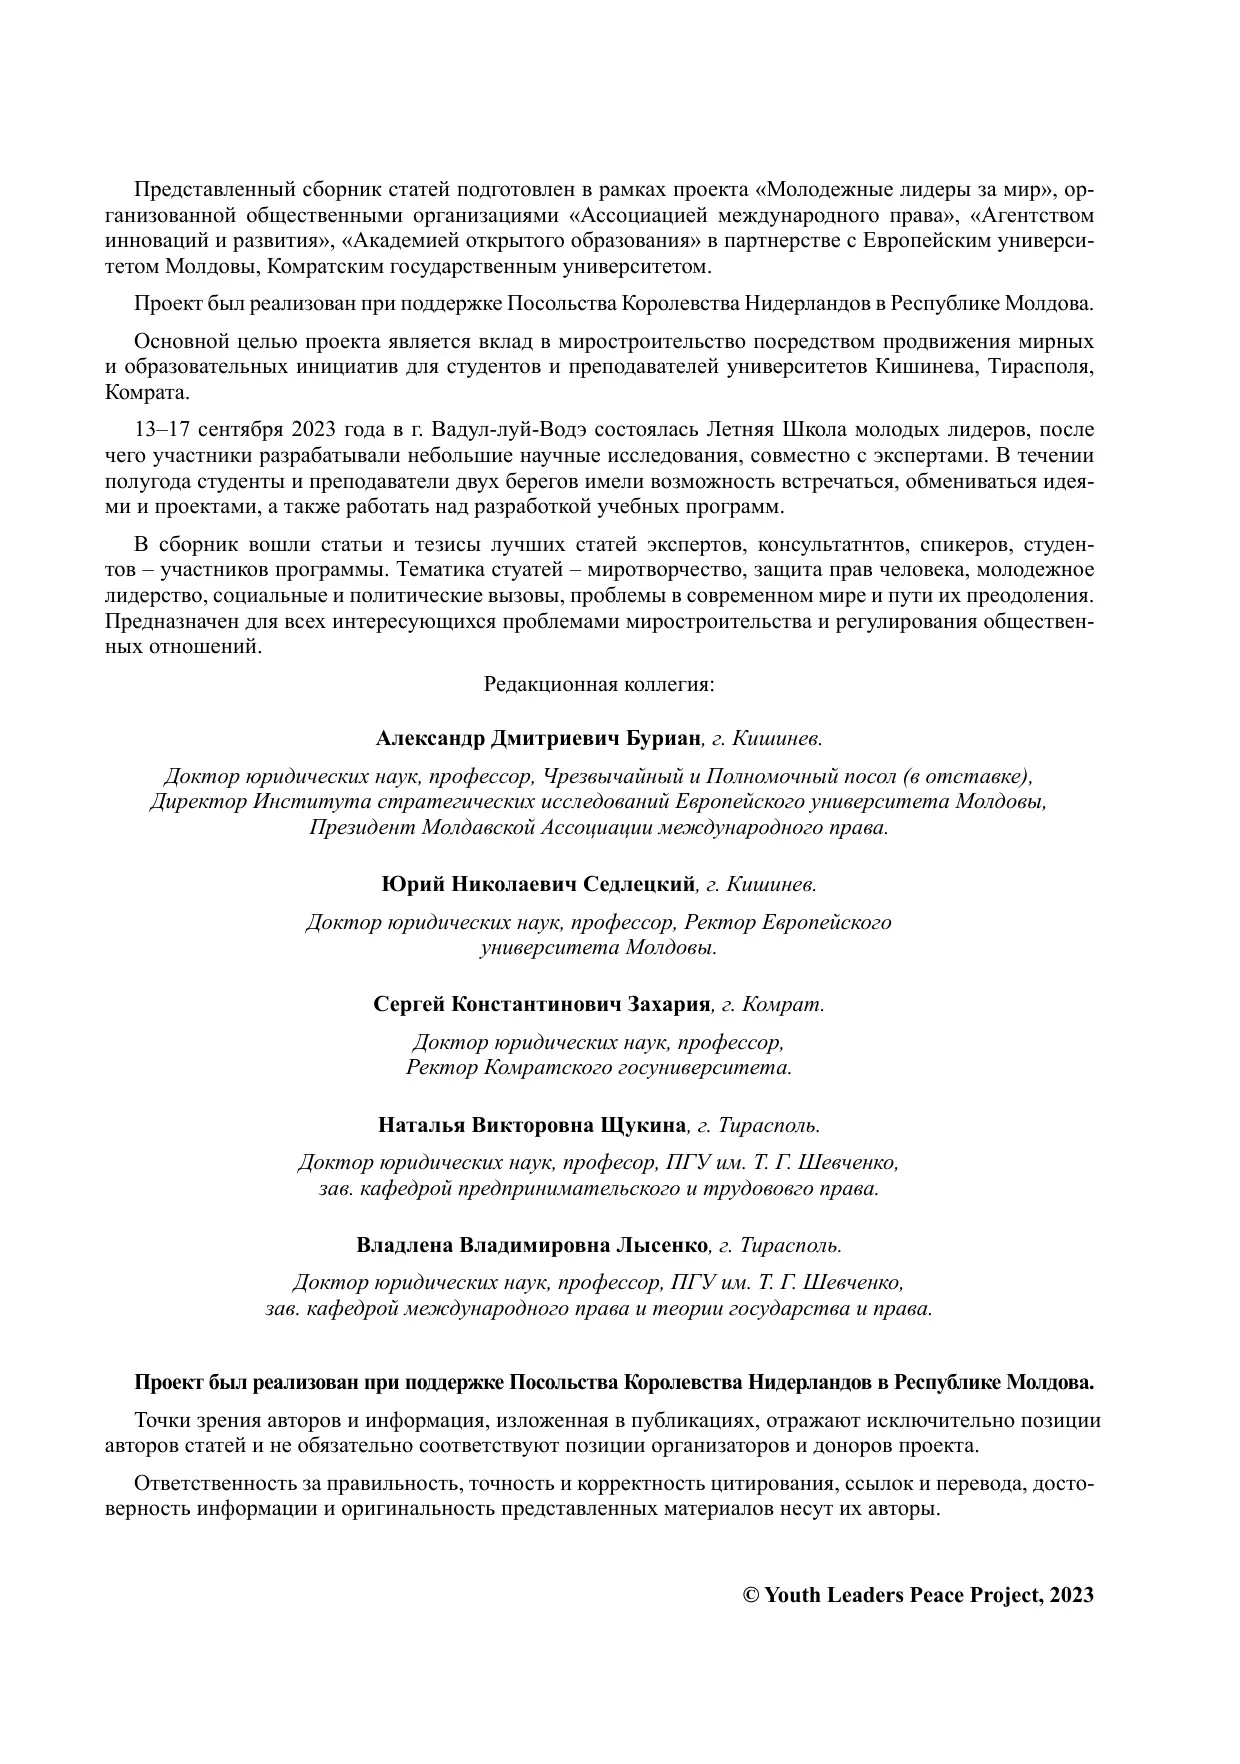 Представленный сборник статей подготовлен в рамках проекта «Молодежные лидеры за мир», ор-
ганизованной общественными организациями «Ассоциацией международного права», «Агентством
инноваций и развития», «Академией открытого образования» в партнерстве с Европейским универси-
тетом Молдовы, Комратским государственным университетом.
Проект был реализован при поддержке Посольства Королевства Нидерландов в Республике Молдова.
Основной целью проекта является вклад в миростроительство посредством продвижения мирных
и образовательных инициатив для студентов и преподавателей университетов Кишинева, Тирасполя,
Комрата.
13–17 сентября 2023 года в г. Вадул-луй-Водэ состоялась Летняя Школа молодых лидеров, после
чего участники разрабатывали небольшие научные исследования, совместно с экспертами. В течении
полугода студенты и преподаватели двух берегов имели возможность встречаться, обмениваться идея-
ми и проектами, а также работать над разработкой учебных программ.
В сборник вошли статьи и тезисы лучших статей экспертов, консультатнтов, спикеров, студен-
тов – участников программы. Тематика стуатей – миротворчество, защита прав человека, молодежное
лидерство, социальные и политические вызовы, проблемы в современном мире и пути их преодоления.
Предназначен для всех интересующихся проблемами миростроительства и регулирования обществен-
ных отношений.
Редакционная коллегия:
Александр Дмитриевич Буриан, г. Кишинев.
Доктор юридических наук, профессор, Чрезвычайный и Полномочный посол (в отставке),
Директор Института стратегических исследований Европейского университета Молдовы,
Президент Молдавской Ассоциации международного права.
Юрий Николаевич Седлецкий, г. Кишинев.
Доктор юридических наук, профессор, Ректор Европейского
университета Молдовы.
Сергей Константинович Захария, г. Комрат.
Доктор юридических наук, профессор,
Ректор Комратского госуниверситета.
Наталья Викторовна Щукина, г. Тирасполь.
Доктор юридических наук, професор, ПГУ им. Т. Г. Шевченко,
зав. кафедрой предпринимательского и трудововго права.
Владлена Владимировна Лысенко, г. Тирасполь.
Доктор юридических наук, профессор, ПГУ им. Т. Г. Шевченко,
зав. кафедрой международного права и теории государства и права.
Проект был реализован при поддержке Посольства Королевства Нидерландов в Республике Молдова.
Точки зрения авторов и информация, изложенная в публикациях, отражают исключительно позиции
авторов статей и не обязательно соответствуют позиции организаторов и доноров проекта.
Ответственность за правильность, точность и корректность цитирования, ссылок и перевода, досто-
верность информации и оригинальность представленных материалов несут их авторы.
© Youth Leaders Peace Project, 2023